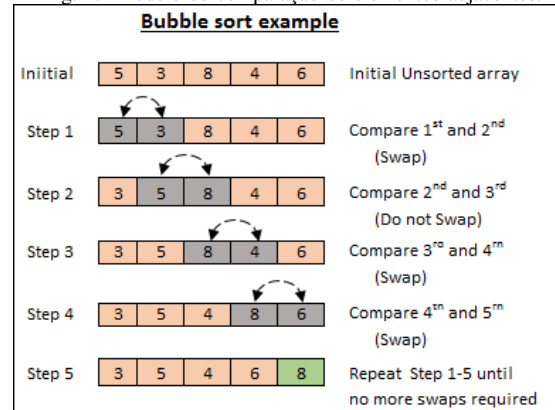 Bubble sort example
Iniitial 5 3 8 4 6 Initial Unsorted array
Step 1 5 3 8 4 6 Compare 1st and 2nd
(Swap)
Step 2 3 5 8 4 6 Compare 2nd and 3rd
(Do not Swap)
Step 3 3 5 8 4 6 Compare 3rd and 4rn
(Swap)
Step 4 3 5 4 8 6 Compare 4tn and 5rn
(Swap)
Step 5 3 5 4 6 8 Repeat Step 1-5 until
no more swaps required